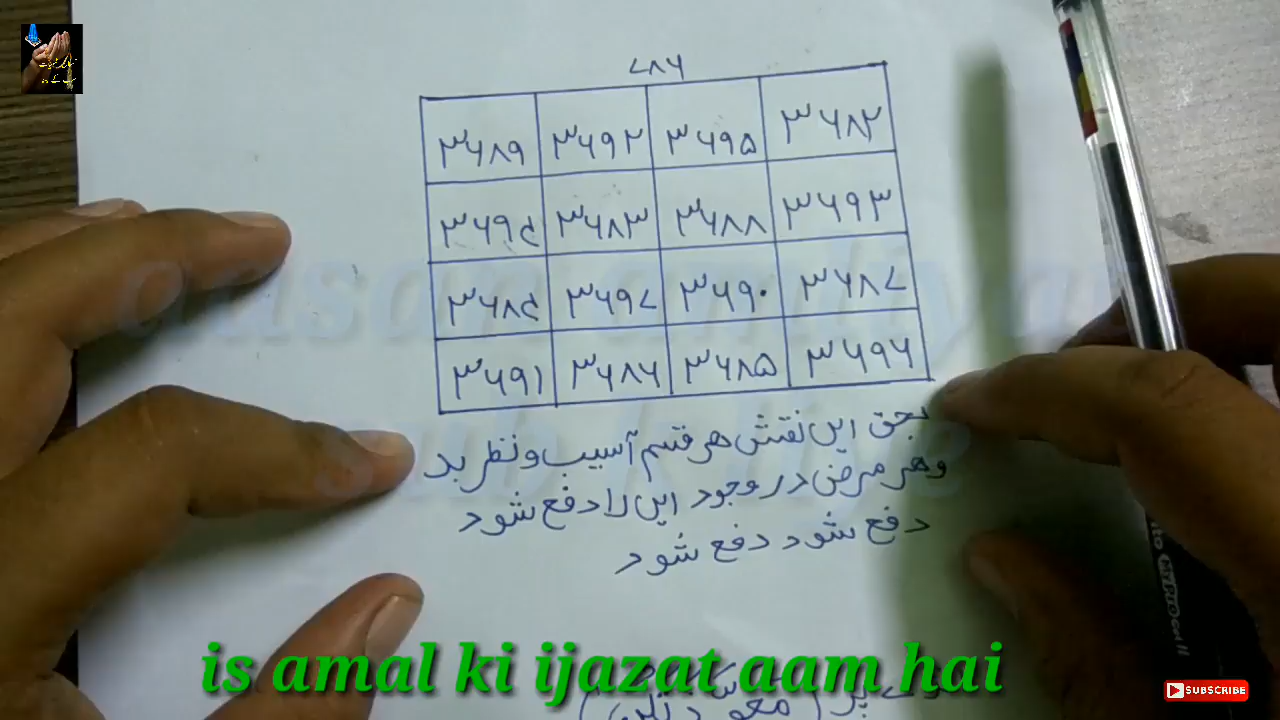 ۷۸۶
۳۶۸۲ ۳۶۹۵ ۳۶۹۲ ۳۶۸۹
۳۶۹۳ ۳۶۸۸ ۳۶۸۳ ۳۶۹۴
۳۶۸۷ ۳۶۹۰ ۳۶۹۷ ۳۶۸۴
۳۶۹۶ ۳۶۸۵ ۳۶۸۶ ۳۶۹۱
بحق این نقش هر قسم آسیب و نظر بد
و هر مرض در وجود این را دفع شود
دفع شود دفع شود
is amal ki ijazat aam hai
SUBSCRIBE